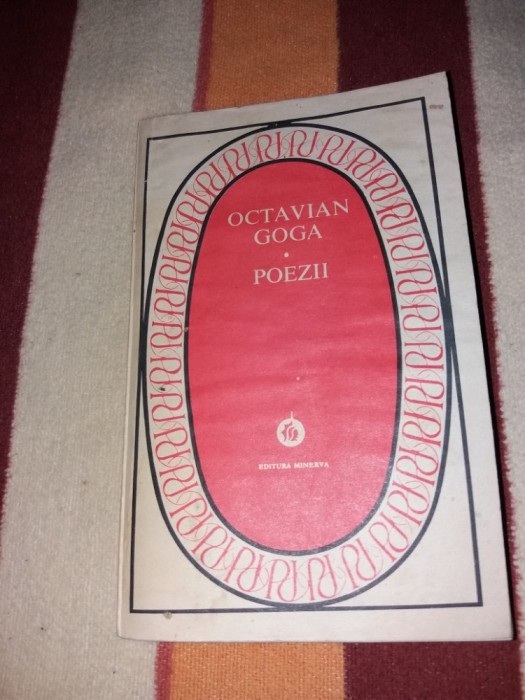 OCTAVIAN
GOGA
•
POEZII
EDITURA MINERVA